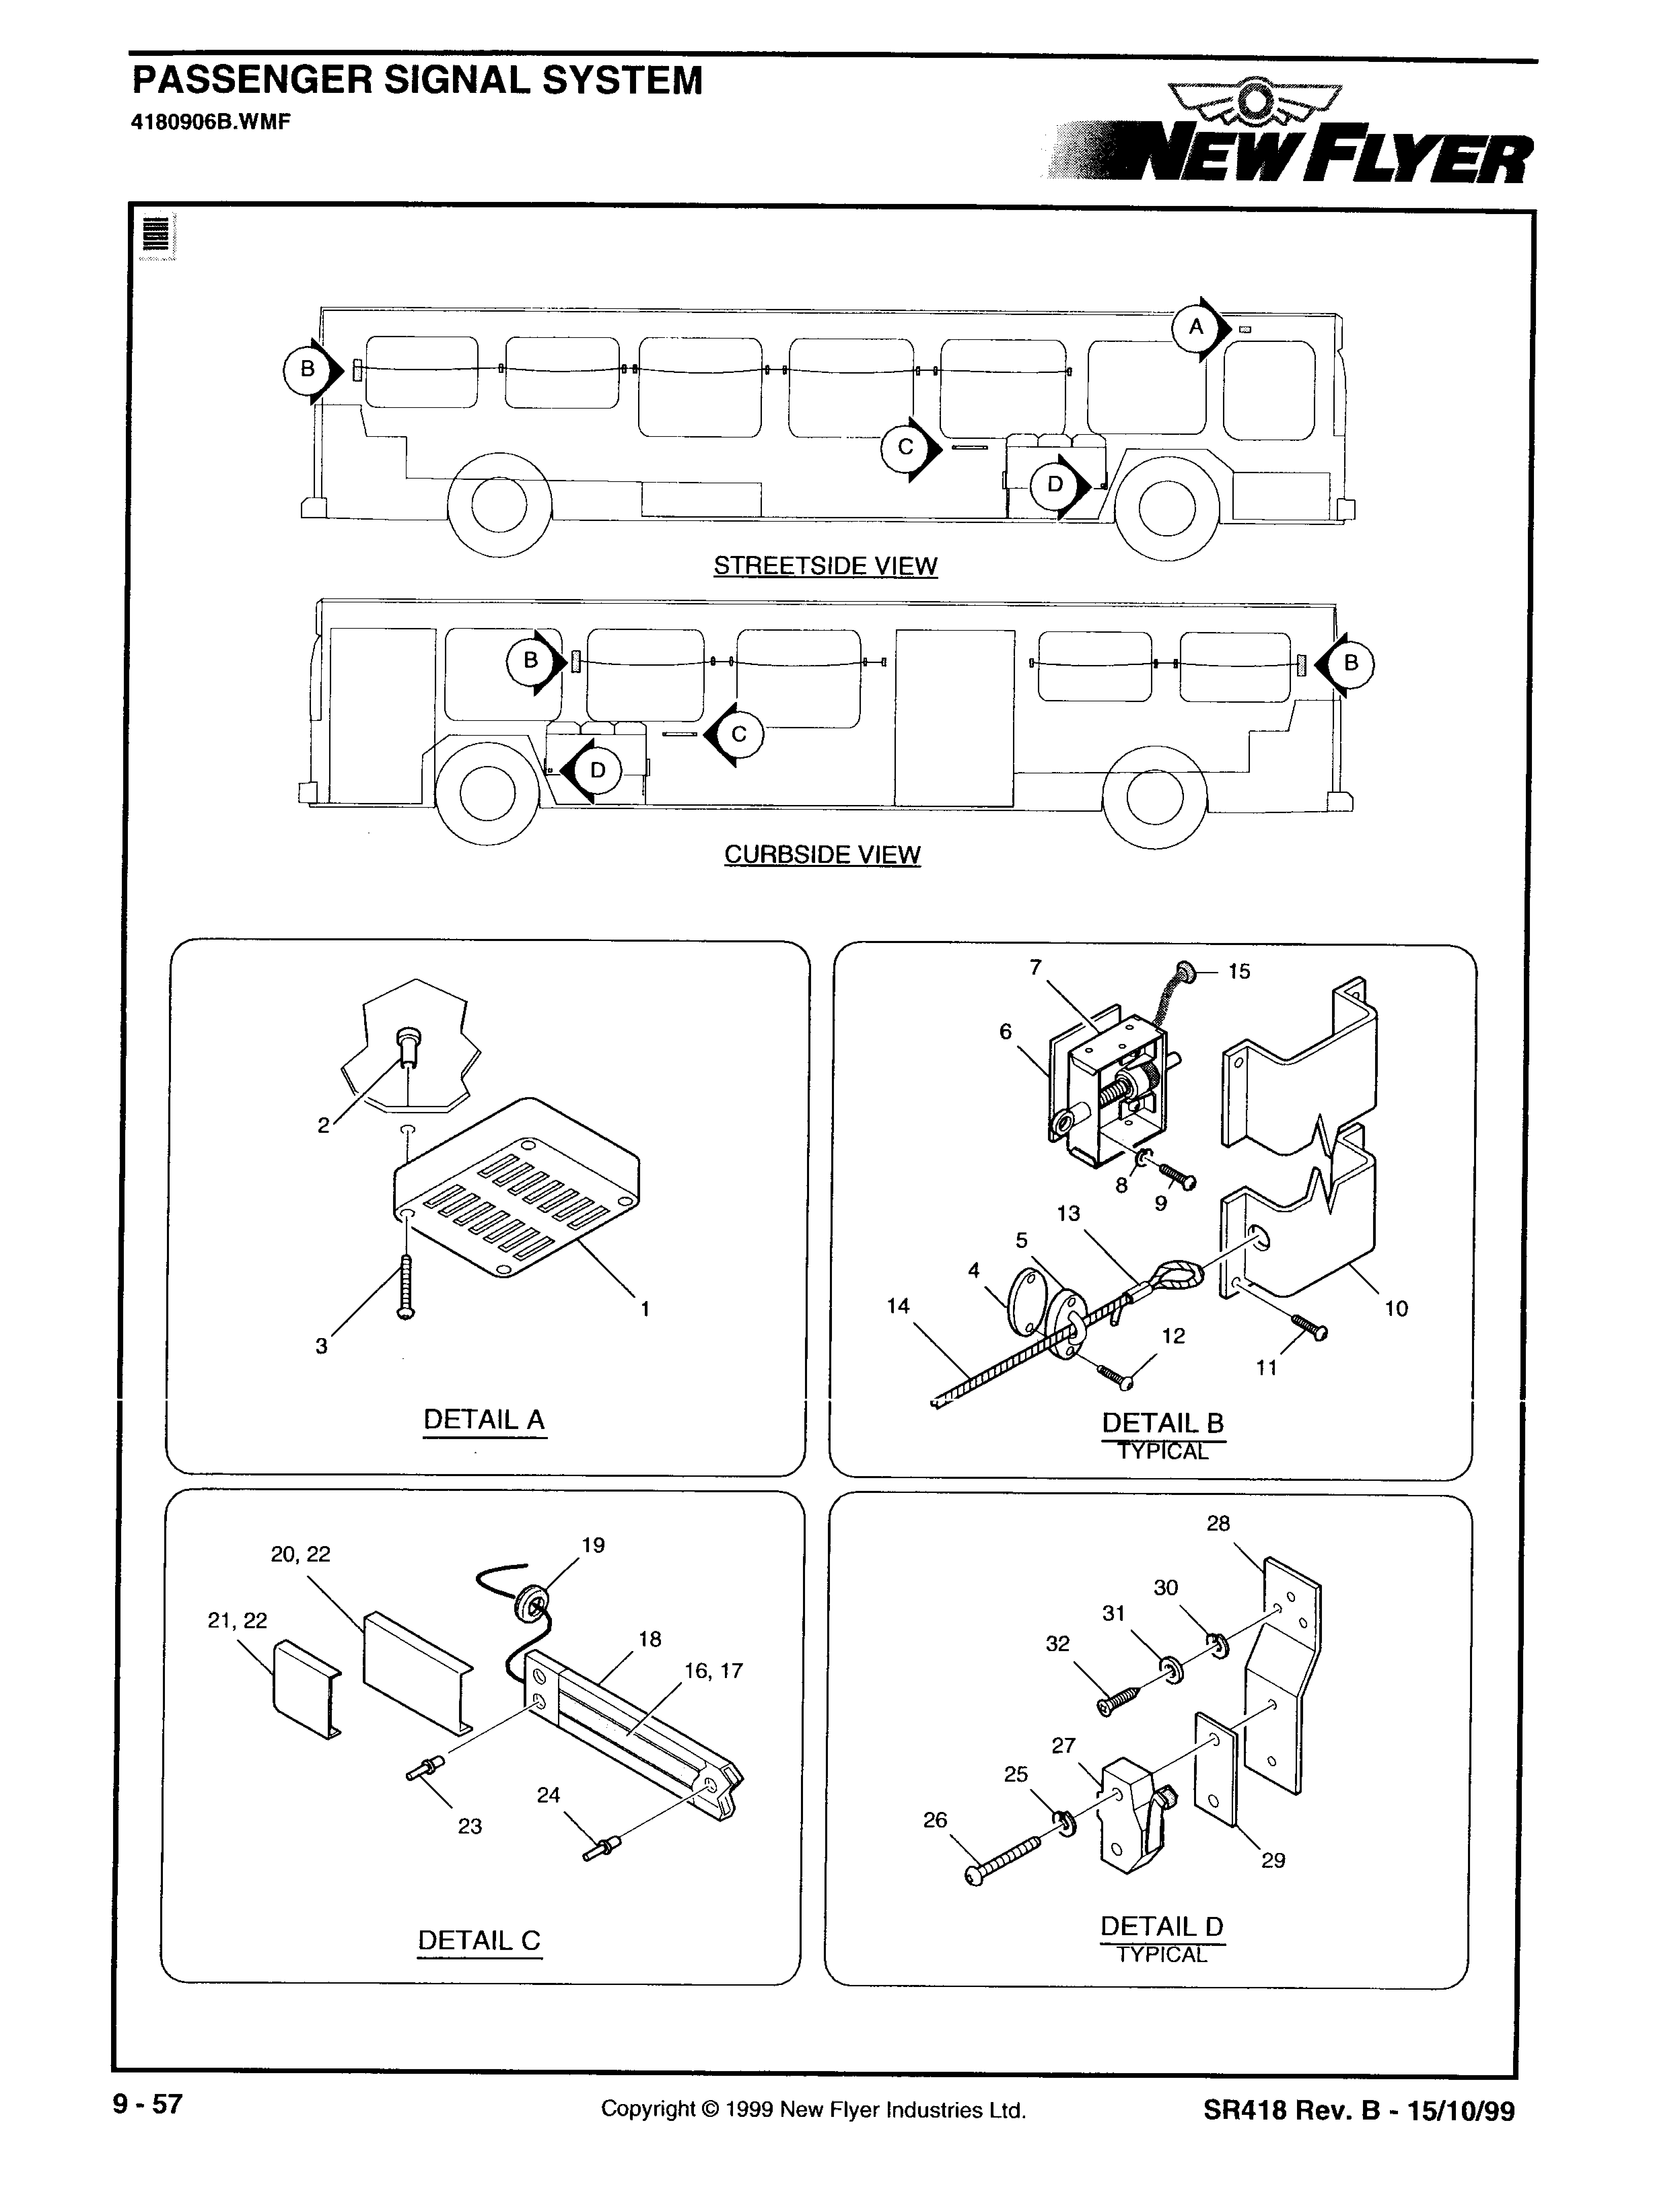 PASSENGER SIGNAL SYSTEM
4180906B.WMF
NEW FLYER
A
B
C
D
STREETSIDE VIEW
B
B
C
D
CURBSIDE VIEW
2
3
1
DETAIL A
7
15
6
8
9
13
5
4
14
12
10
11
DETAIL B
TYPICAL
20, 22
19
21, 22
18
16, 17
24
23
DETAIL C
28
30
31
32
27
25
26
29
DETAIL D
TYPICAL
9 - 57
Copyright © 1999 New Flyer Industries Ltd.
SR418 Rev. B - 15/10/99